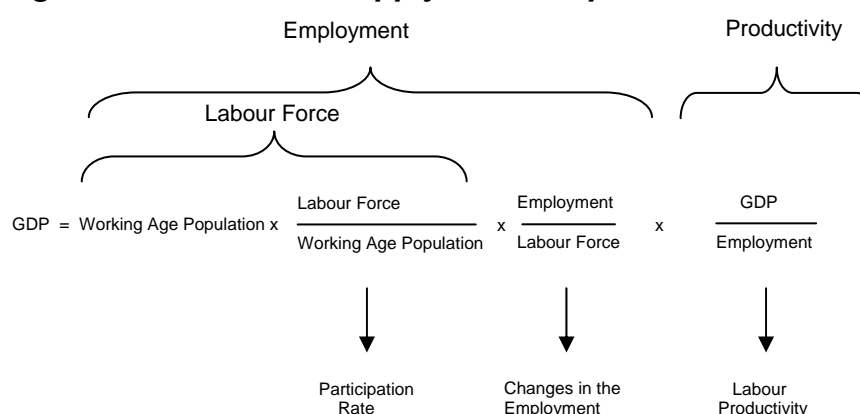 Employment
Productivity
Labour Force
GDP = Working Age Population x Labour Force x Employment x GDP
Working Age Population Labour Force Employment
Participation
Rate
Changes in the
Employment
Labour
Productivity